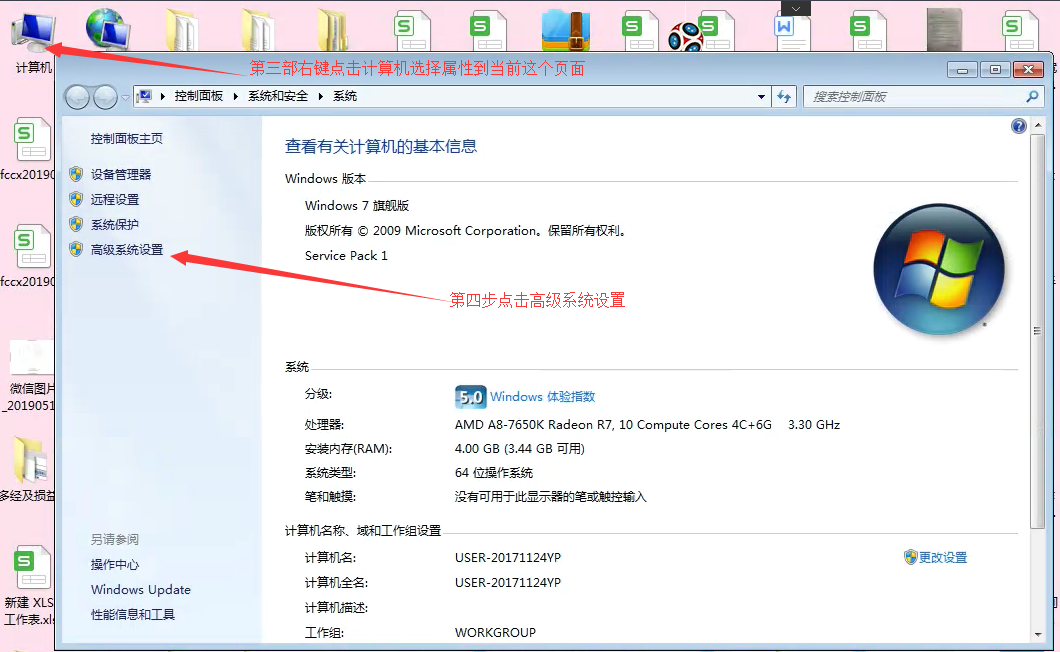 计算机
第三部右键点击计算机选择属性到当前这个页面
控制面板 系统和安全 系统
搜索控制面板
控制面板主页
设备管理器
远程设置
系统保护
高级系统设置
第四步点击高级系统设置
查看有关计算机的基本信息
Windows 版本
Windows 7 旗舰版
版权所有 © 2009 Microsoft Corporation。保留所有权利。
Service Pack 1
系统
分级:
5.0 Windows 体验指数
处理器:
AMD A8-7650K Radeon R7, 10 Compute Cores 4C+6G 3.30 GHz
安装内存(RAM):
4.00 GB (3.44 GB 可用)
系统类型:
64 位操作系统
笔和触摸:
没有可用于此显示器的笔或触控输入
计算机名称、域和工作组设置
计算机名:
USER-20171124YP
更改设置
计算机全名:
USER-20171124YP
计算机描述:
工作组:
WORKGROUP
另请参阅
操作中心
Windows Update
性能信息和工具
fccx2019
fccx2019
微信图片
_201905
多经及损益
新建 XLS
工作表.xls